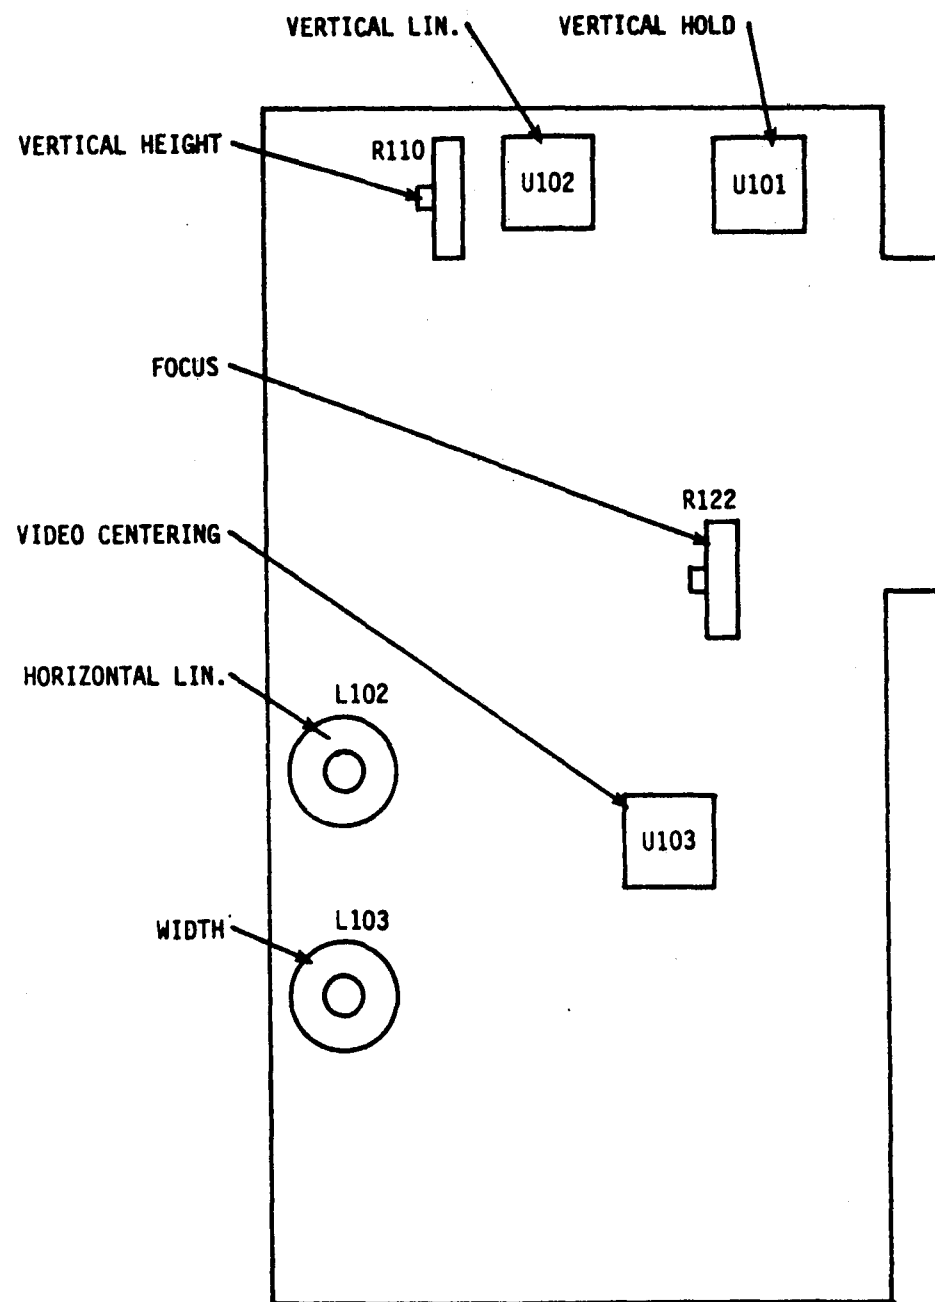 VERTICAL LIN.
VERTICAL HOLD
VERTICAL HEIGHT
R110
U102
U101
FOCUS
R122
VIDEO CENTERING
HORIZONTAL LIN.
L102
U103
WIDTH
L103